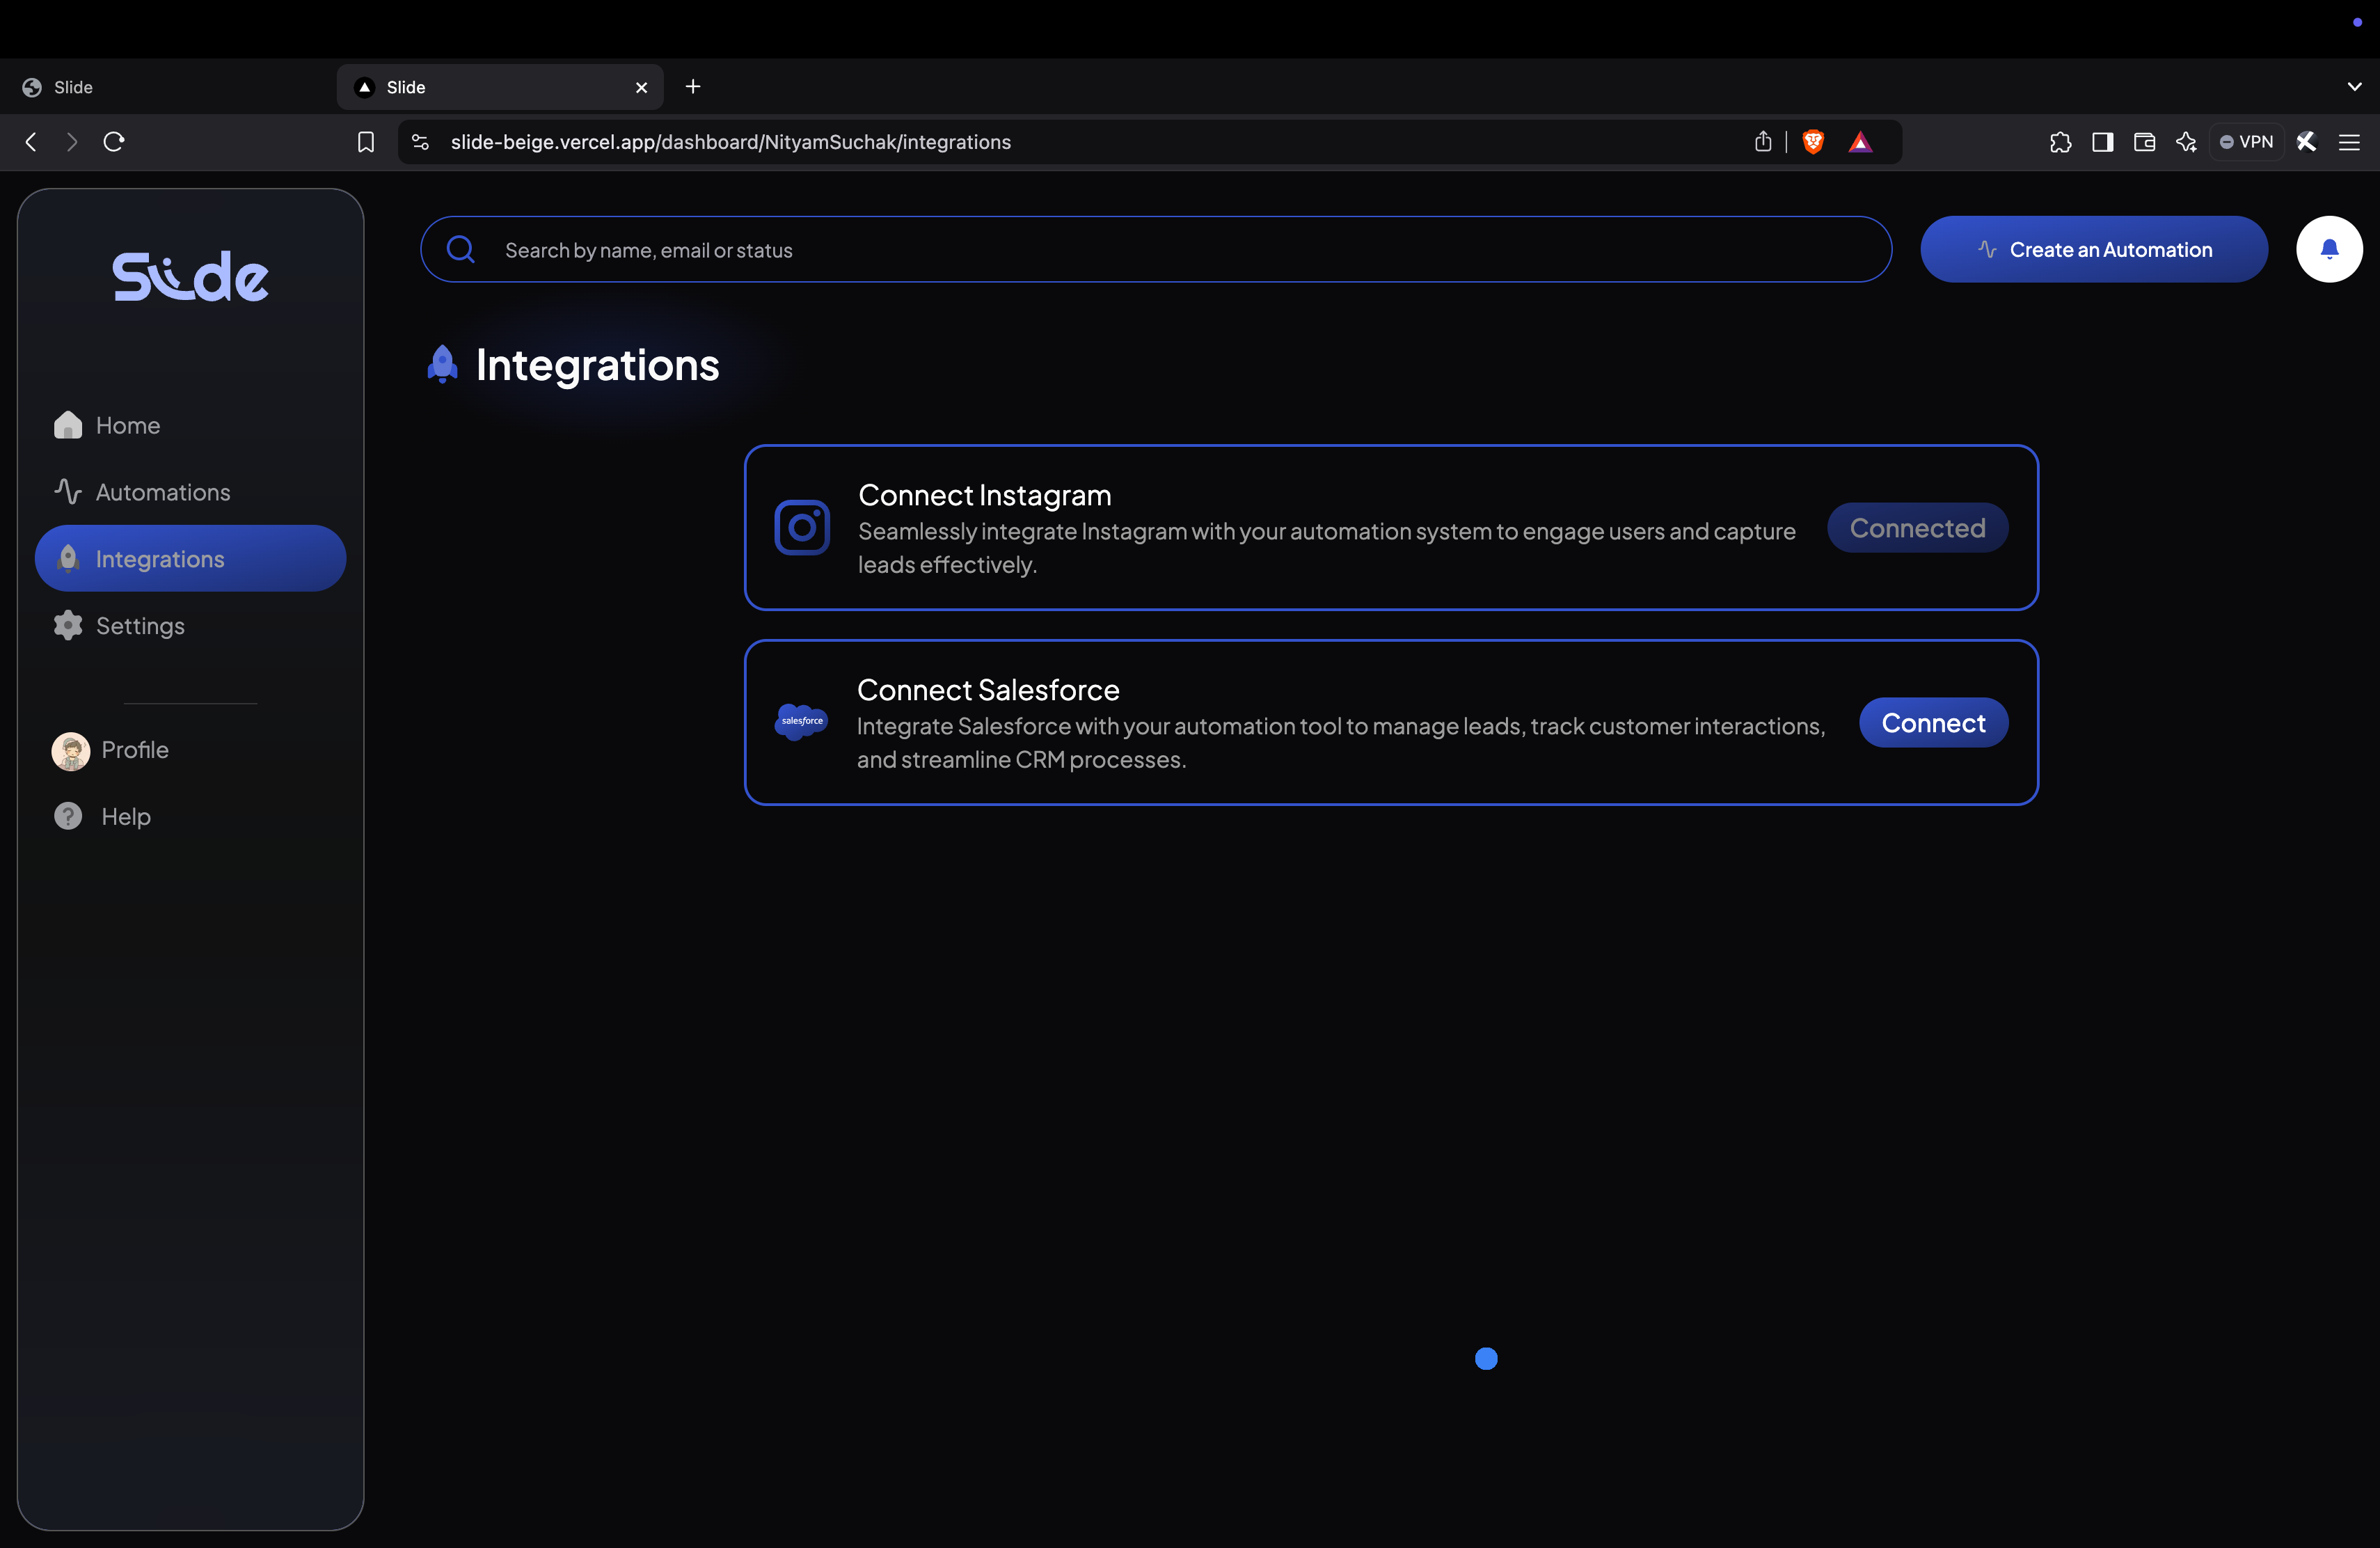 Slide
Slide
slide-beige.vercel.app/dashboard/NityamSuchak/integrations
VPN
Slide
Search by name, email or status
Create an Automation
Integrations
Home
Automations
Integrations
Settings
Profile
Help
Connect Instagram
Seamlessly integrate Instagram with your automation system to engage users and capture
leads effectively.
Connected
salesforce
Connect Salesforce
Integrate Salesforce with your automation tool to manage leads, track customer interactions,
and streamline CRM processes.
Connect